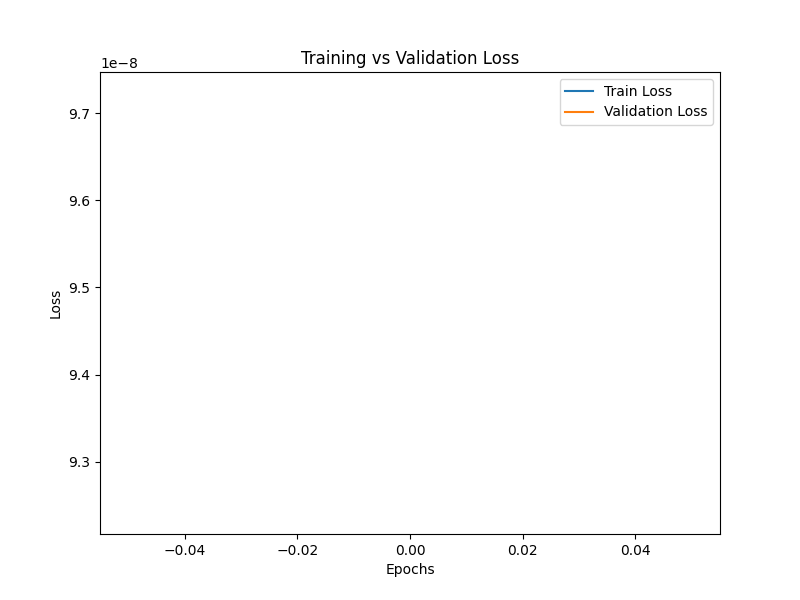 Training vs Validation Loss
1e−8
Train Loss
Validation Loss
9.7
9.6
9.5
9.4
9.3
Loss
−0.04
−0.02
0.00
0.02
0.04
Epochs